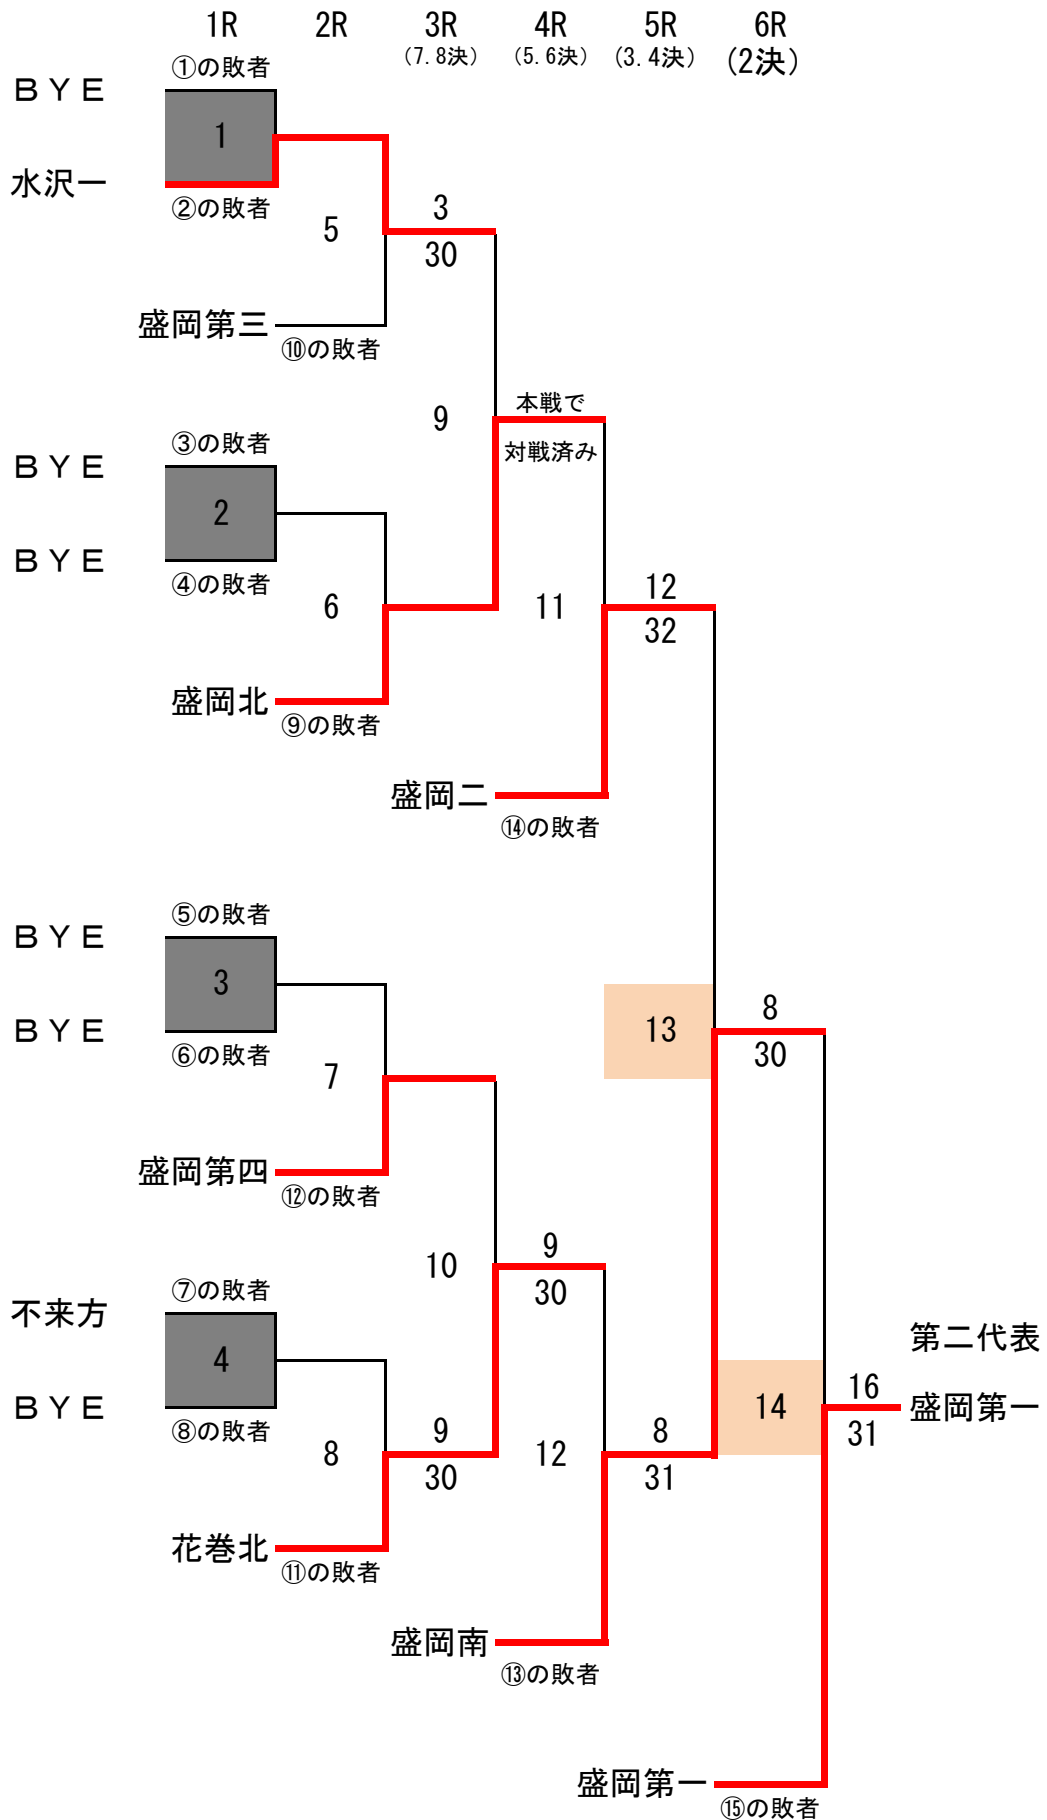 1R 2R 3R 4R 5R 6R
(7.8決) (5.6決) (3.4決) (2決)
①の敗者
ＢＹＥ
1
水沢一
②の敗者
3
5
30
盛岡第三
⑩の敗者
本戦で
9
③の敗者
対戦済み
ＢＹＥ
2
ＢＹＥ
④の敗者
12
6
11
32
盛岡北
⑨の敗者
盛岡二
⑭の敗者
⑤の敗者
ＢＹＥ
3
8
ＢＹＥ
13
⑥の敗者
30
7
盛岡第四
⑫の敗者
9
10
⑦の敗者
30
不来方
第二代表
4
16
ＢＹＥ
14
盛岡第一
⑧の敗者
9
8
31
8
12
30
31
花巻北
⑪の敗者
盛岡南
⑬の敗者
盛岡第一
⑮の敗者